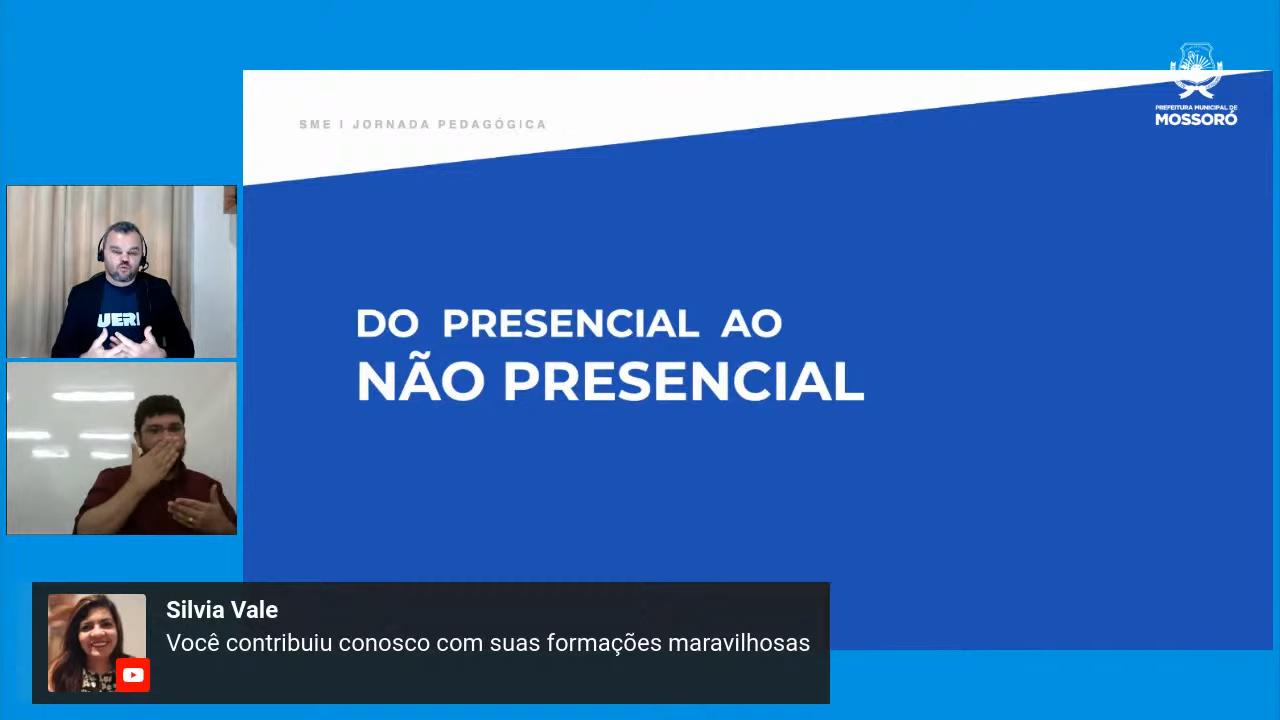 SME | JORNADA PEDAGÓGICA
PREFEITURA MUNICIPAL DE
MOSSORÓ
DO PRESENCIAL AO
NÃO PRESENCIAL
Silvia Vale
Você contribuiu conosco com suas formações maravilhosas